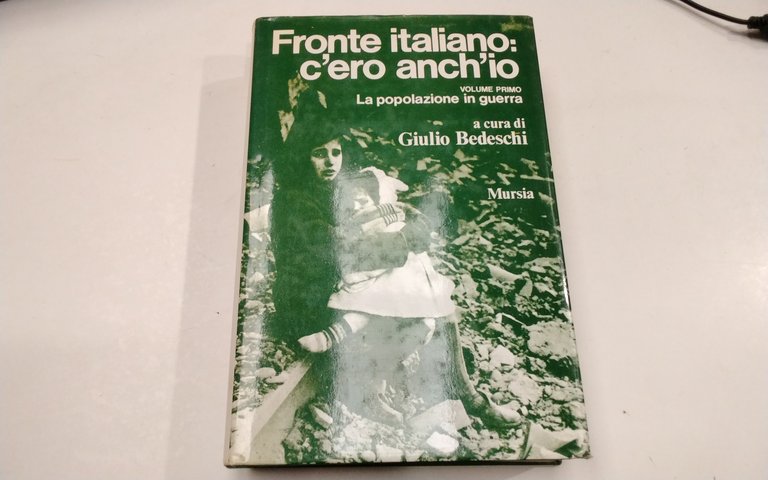 Fronte italiano:
c'ero anch'io
VOLUME PRIMO
La popolazione in guerra
a cura di
Giulio Bedeschi
Mursia